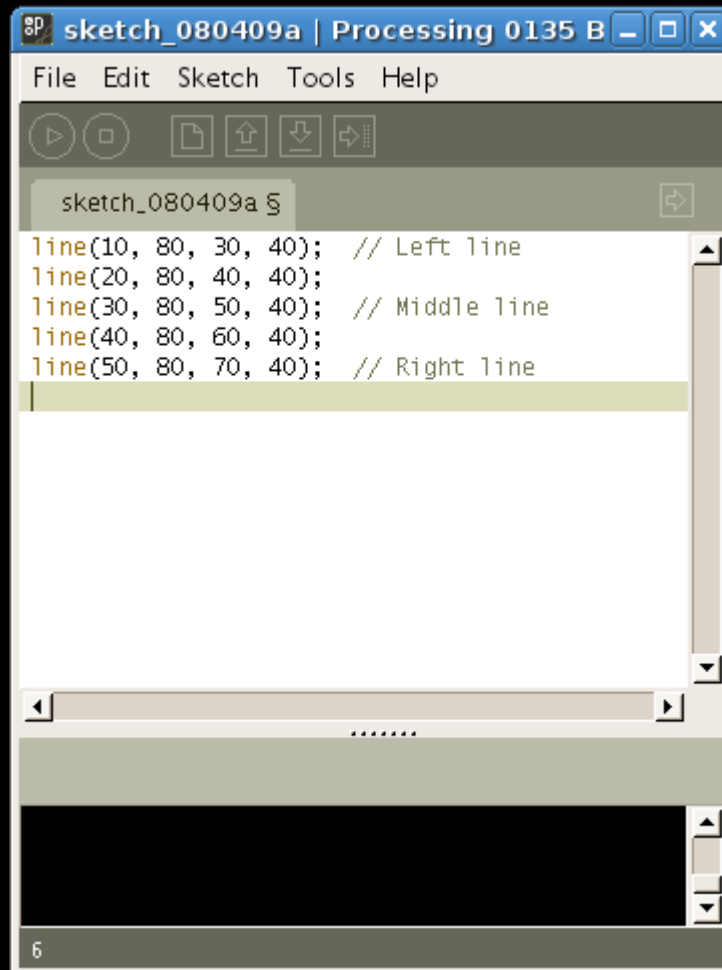 sketch_080409a | Processing 0135 B
File Edit Sketch Tools Help
sketch_080409a §
line(10, 80, 30, 40);  // Left line
line(20, 80, 40, 40);
line(30, 80, 50, 40);  // Middle line
line(40, 80, 60, 40);
line(50, 80, 70, 40);  // Right line
6